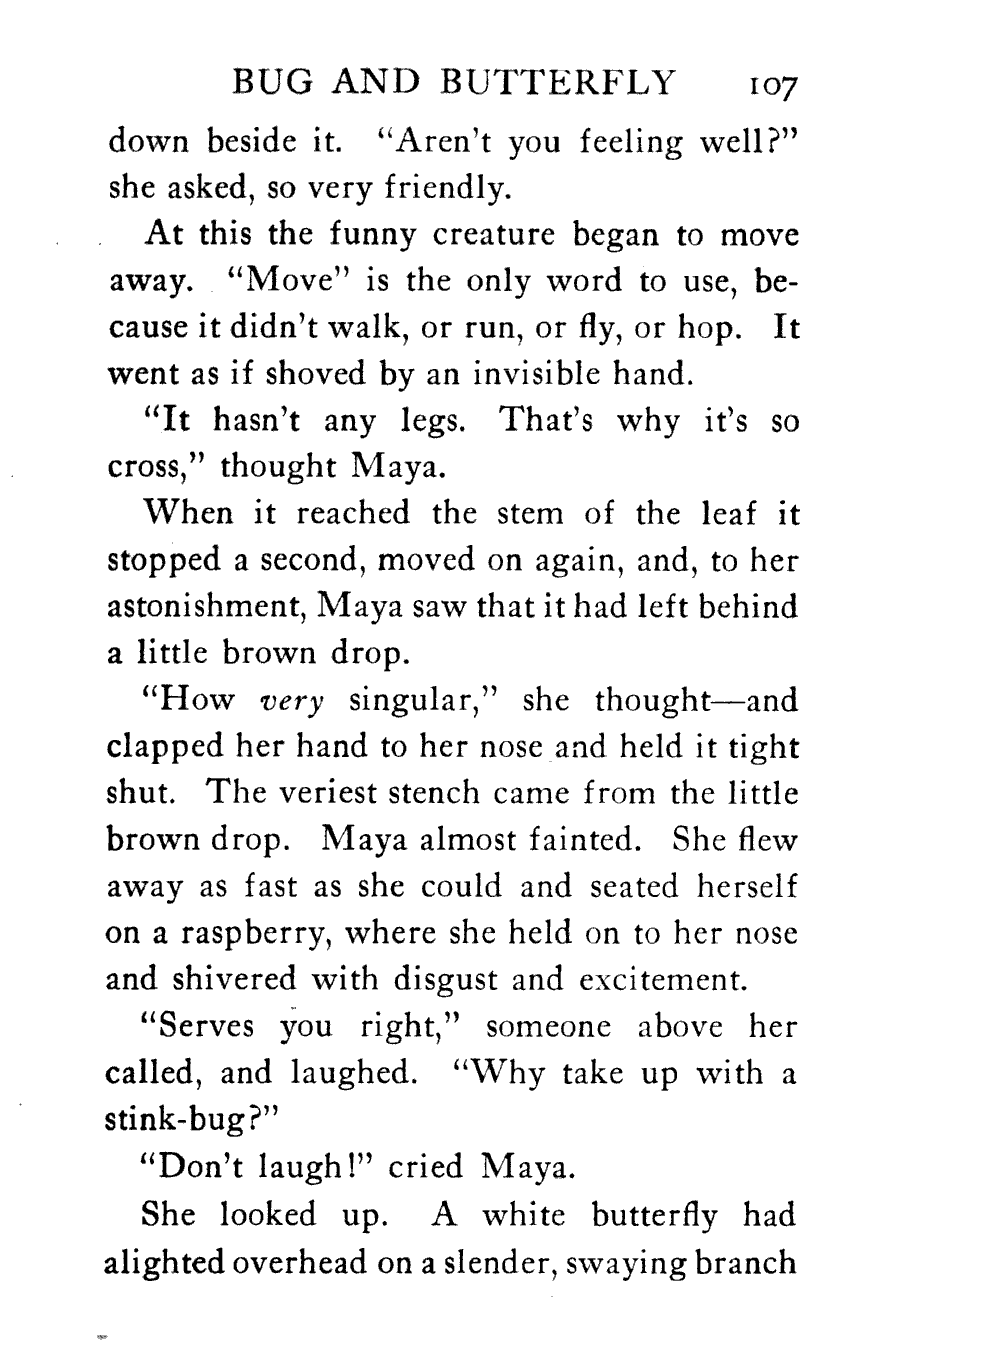 BUG AND BUTTERFLY 107
down beside it. “Aren't you feeling well?”
she asked, so very friendly.
At this the funny creature began to move
away. “Move” is the only word to use, be-
cause it didn't walk, or run, or fly, or hop. It
went as if shoved by an invisible hand.
“It hasn't any legs. That's why it's so
cross,” thought Maya.
When it reached the stem of the leaf it
stopped a second, moved on again, and, to her
astonishment, Maya saw that it had left behind
a little brown drop.
“How very singular,” she thought—and
clapped her hand to her nose and held it tight
shut. The veriest stench came from the little
brown drop. Maya almost fainted. She flew
away as fast as she could and seated herself
on a raspberry, where she held on to her nose
and shivered with disgust and excitement.
“Serves you right,” someone above her
called, and laughed. “Why take up with a
stink-bug?”
“Don't laugh!” cried Maya.
She looked up. A white butterfly had
alighted overhead on a slender, swaying branch